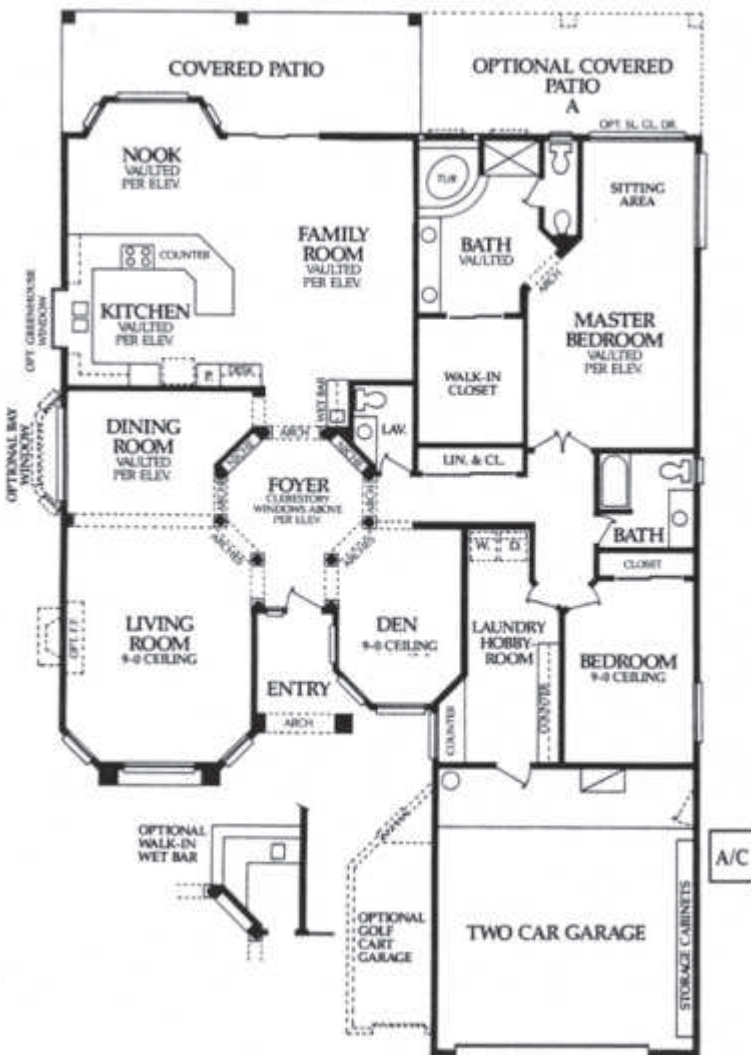 COVERED PATIO
OPTIONAL COVERED
PATIO
A
OPT. SL. GL. DR.
NOOK
VAULTED
PER ELEV.
TUB
SITTING
AREA
COUNTER
FAMILY
ROOM
VAULTED
PER ELEV.
BATH
VAULTED
ARCH
OPT. GREENHOUSE
WINDOW
KITCHEN
VAULTED
PER ELEV.
MASTER
BEDROOM
VAULTED
PER ELEV.
P.
DESK
WALK-IN
CLOSET
WET BAR
OPTIONAL BAY
WINDOW
DINING
ROOM
VAULTED
PER ELEV.
ARCH
ARCH
ARCH
LAV.
LIN. & CL.
FOYER
CLERESTORY
WINDOWS ABOVE
PER ELEV.
ARCH
ARCH
ARCHES
ARCHES
W.
D.
BATH
CLOSET
OPT. F.P.
LIVING
ROOM
9-0 CEILING
DEN
9-0 CEILING
LAUNDRY
HOBBY
ROOM
BEDROOM
9-0 CEILING
ENTRY
ARCH
COUNTER
COUNTER
OPTIONAL
WALK-IN
WET BAR
A/C
OPTIONAL
GOLF
CART
GARAGE
TWO CAR GARAGE
STORAGE CABINETS